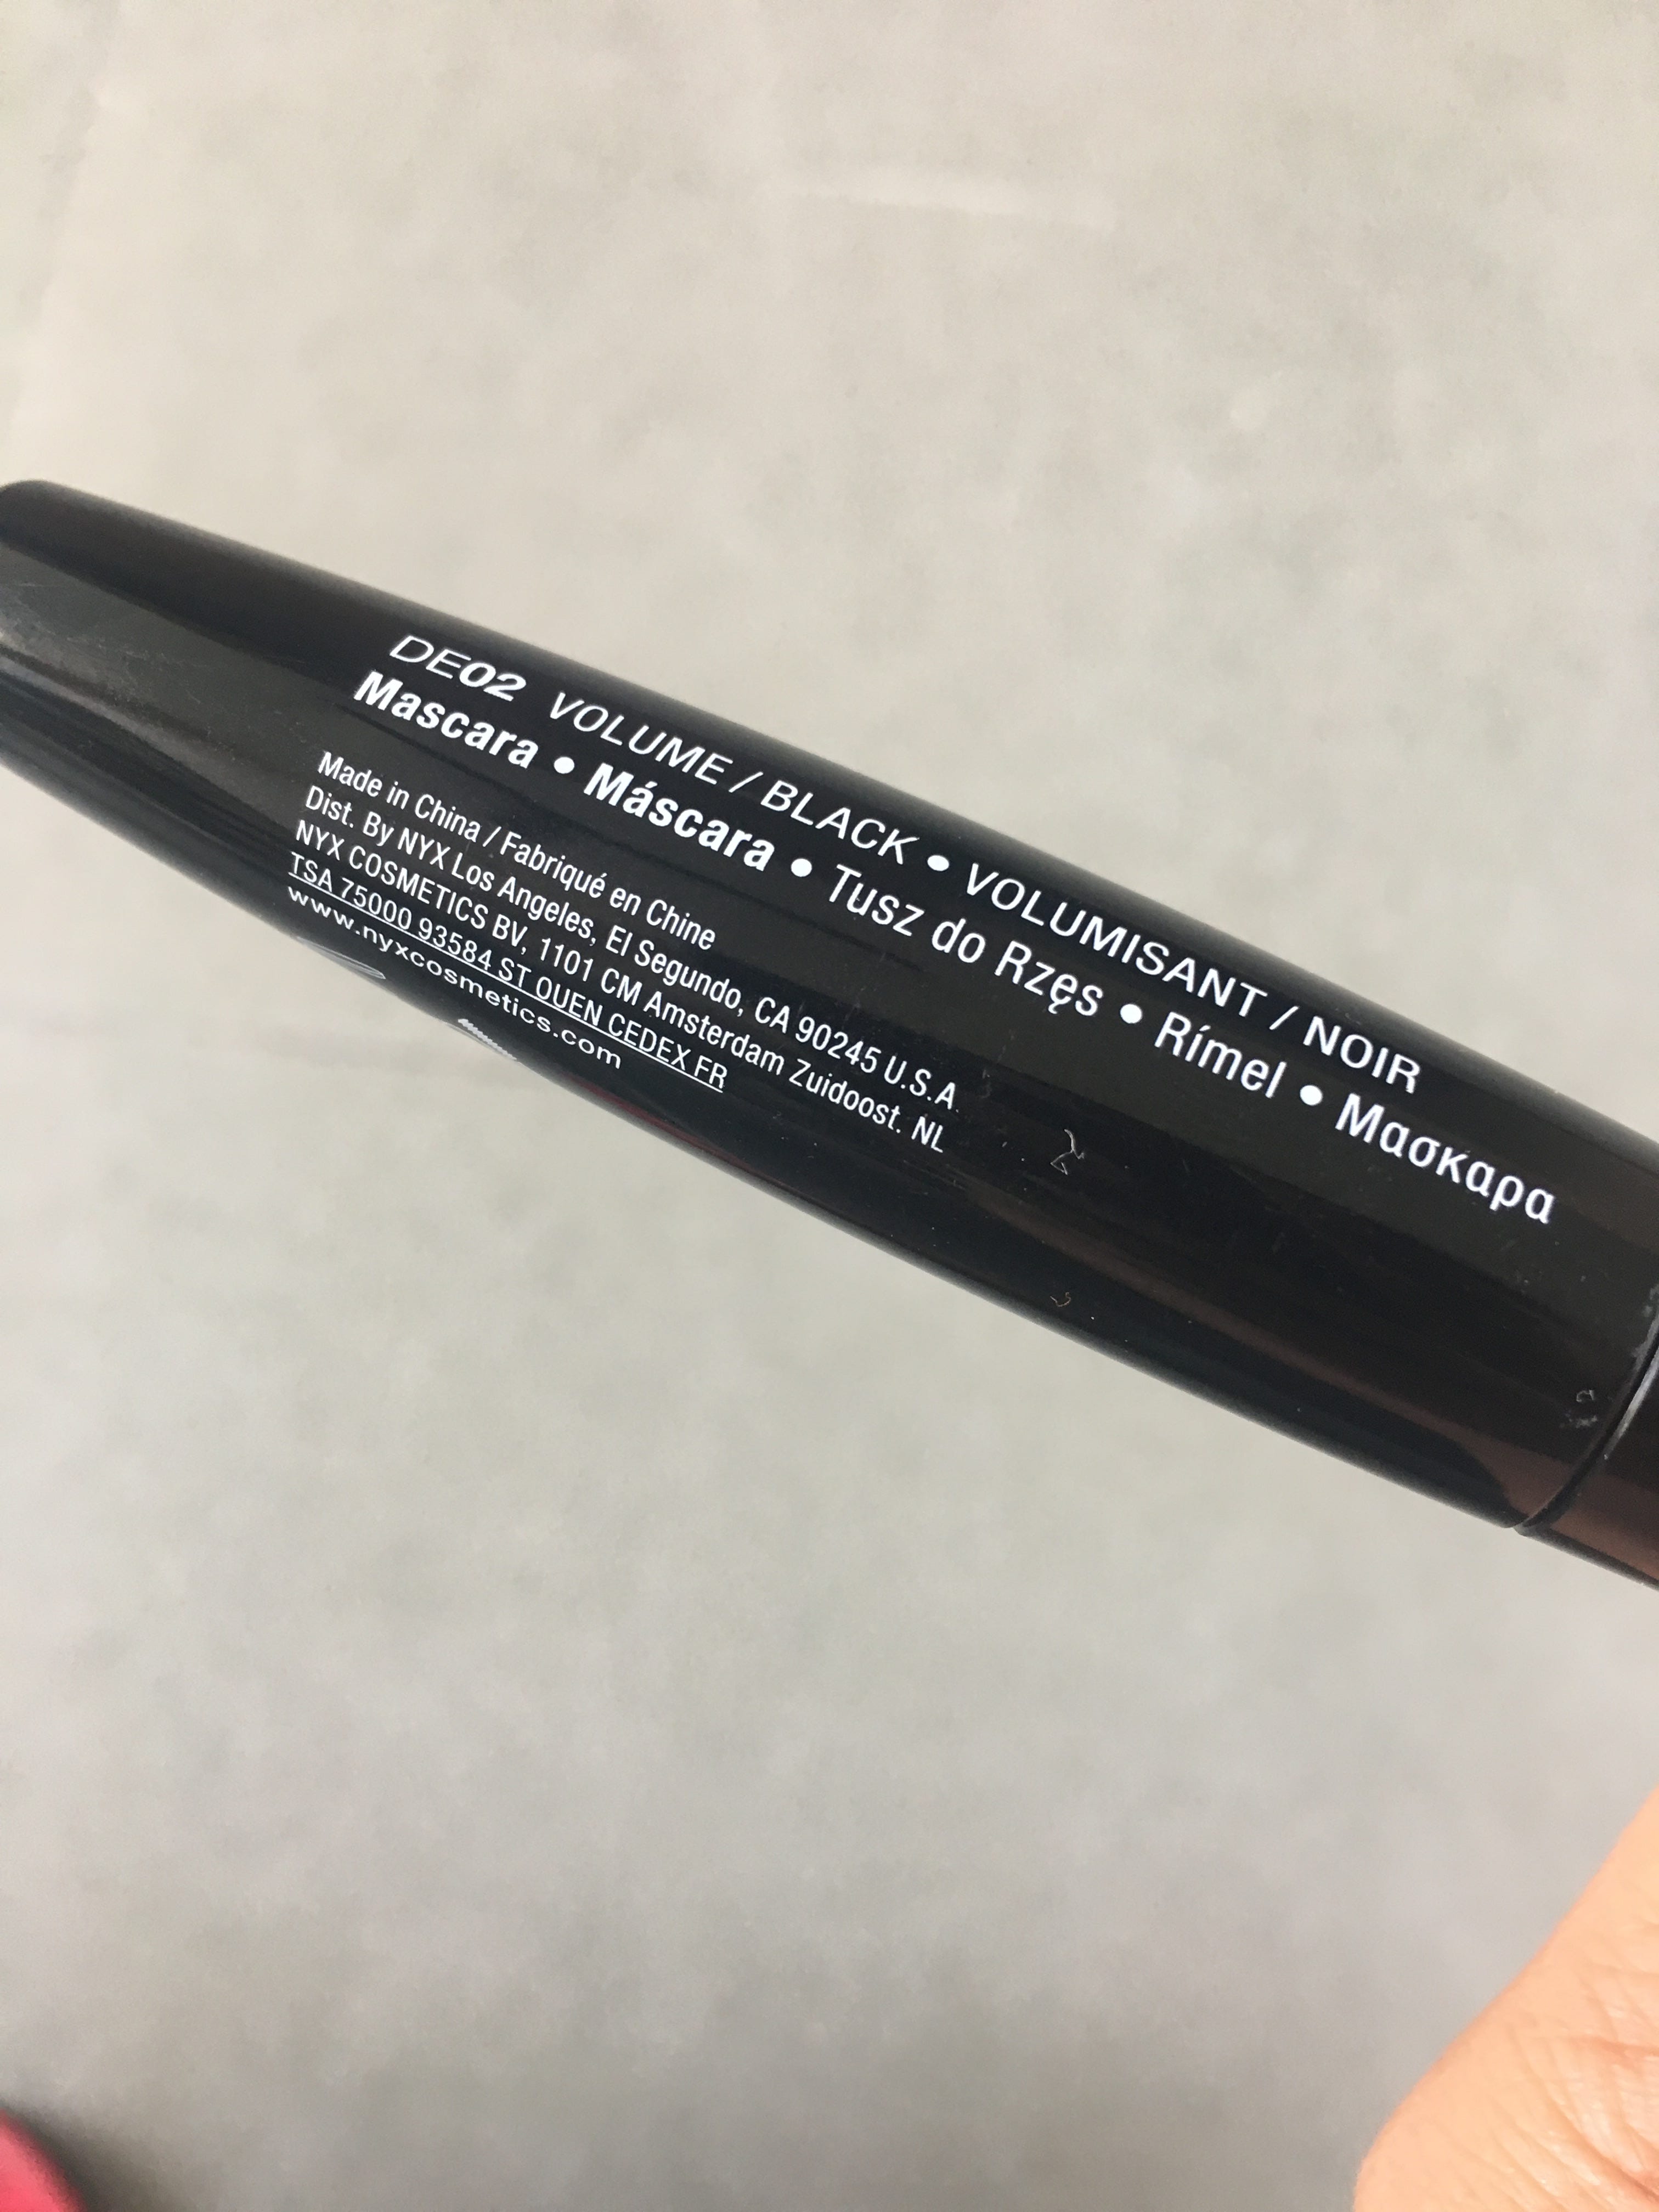 DE02 VOLUME / BLACK • VOLUMISANT / NOIR
Mascara • Máscara • Tusz do Rzęs • Rímel • Μασκαρα
Made in China / Fabriqué en Chine
Dist. By NYX Los Angeles, El Segundo, CA 90245 U.S.A.
NYX COSMETICS BV, 1101 CM Amsterdam Zuidoost. NL
TSA 75000 93584 ST OUEN CEDEX FR
www.nyxcosmetics.com